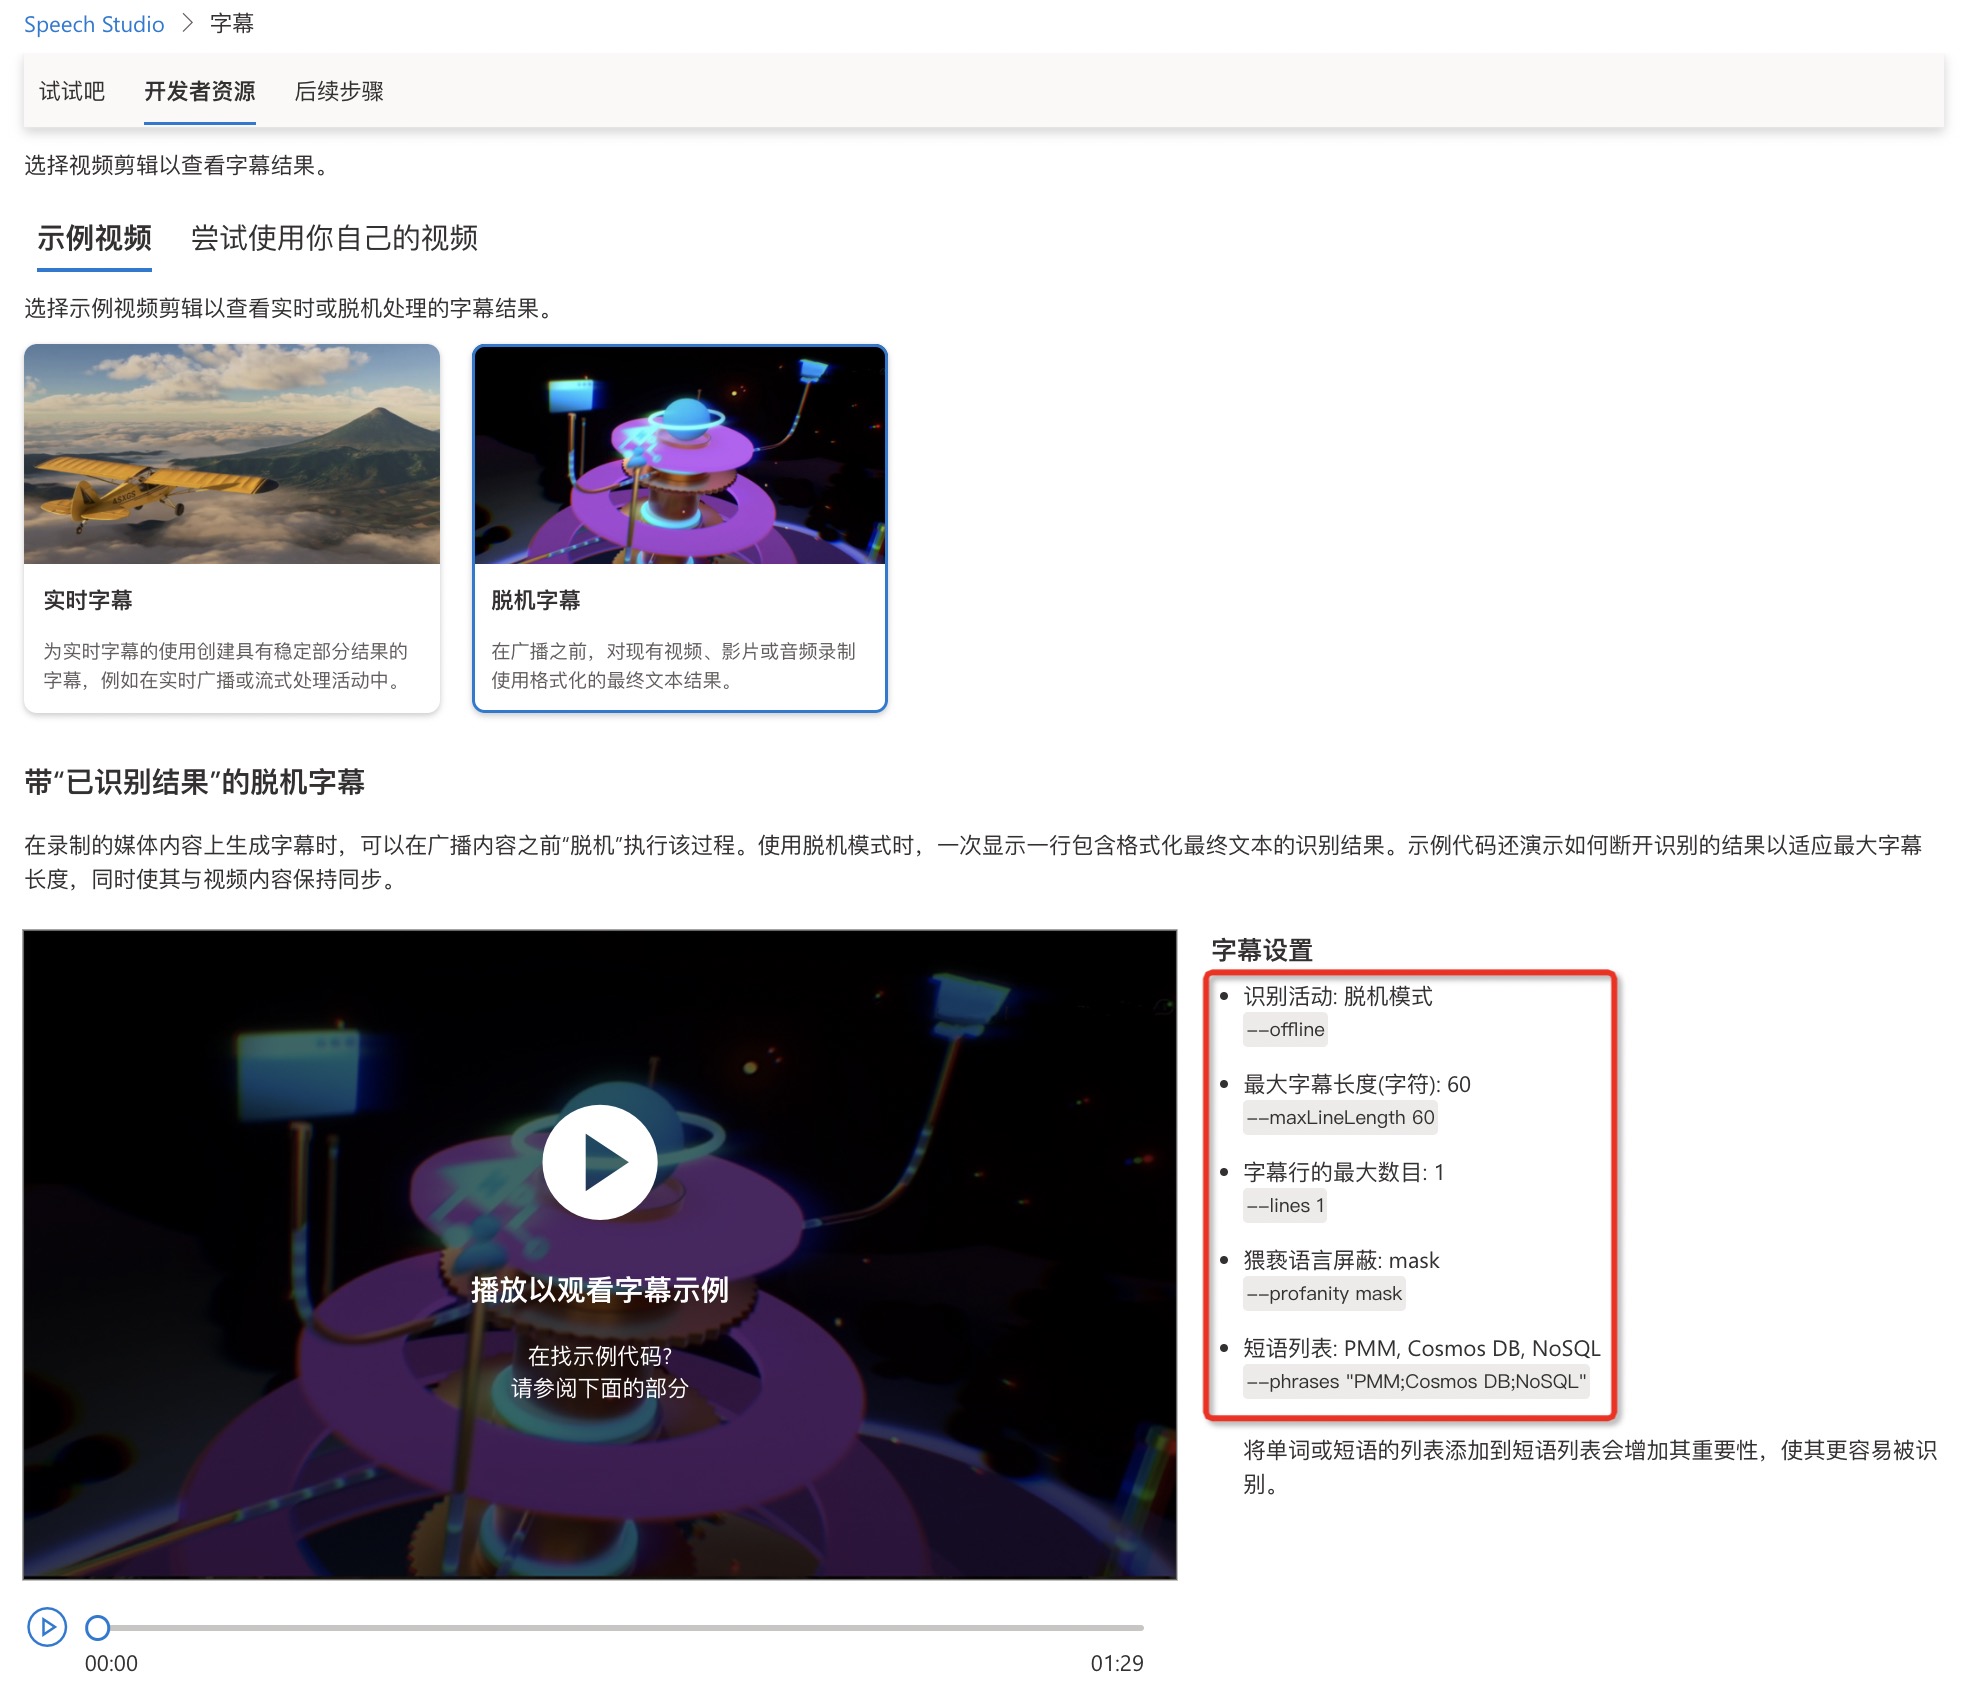 Speech Studio > 字幕
试试吧 开发者资源 后续步骤
选择视频剪辑以查看字幕结果。
示例视频 尝试使用你自己的视频
选择示例视频剪辑以查看实时或脱机处理的字幕结果。
实时字幕
为实时字幕的使用创建具有稳定部分结果的
字幕，例如在实时广播或流式处理活动中。
脱机字幕
在广播之前，对现有视频、影片或音频录制
使用格式化的最终文本结果。
带“已识别结果”的脱机字幕
在录制的媒体内容上生成字幕时，可以在广播内容之前“脱机”执行该过程。使用脱机模式时，一次显示一行包含格式化最终文本的识别结果。示例代码还演示如何断开识别的结果以适应最大字幕
长度，同时使其与视频内容保持同步。
播放以观看字幕示例
在找示例代码?
请参阅下面的部分
00:00 01:29
字幕设置
识别活动: 脱机模式
--offline
最大字幕长度(字符): 60
--maxLineLength 60
字幕行的最大数目: 1
--lines 1
猥亵语言屏蔽: mask
--profanity mask
短语列表: PMM, Cosmos DB, NoSQL
--phrases "PMM;Cosmos DB;NoSQL"
将单词或短语的列表添加到短语列表会增加其重要性，使其更容易被识
别。